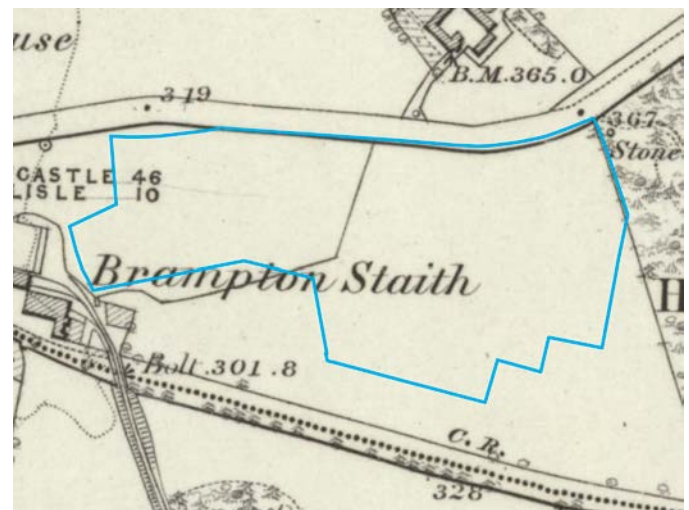 use
319
B.M.365.0
367
Stone
CASTLE 46
LISLE 10
Brampton Staith
H
Bolt 301.8
C.R.
328